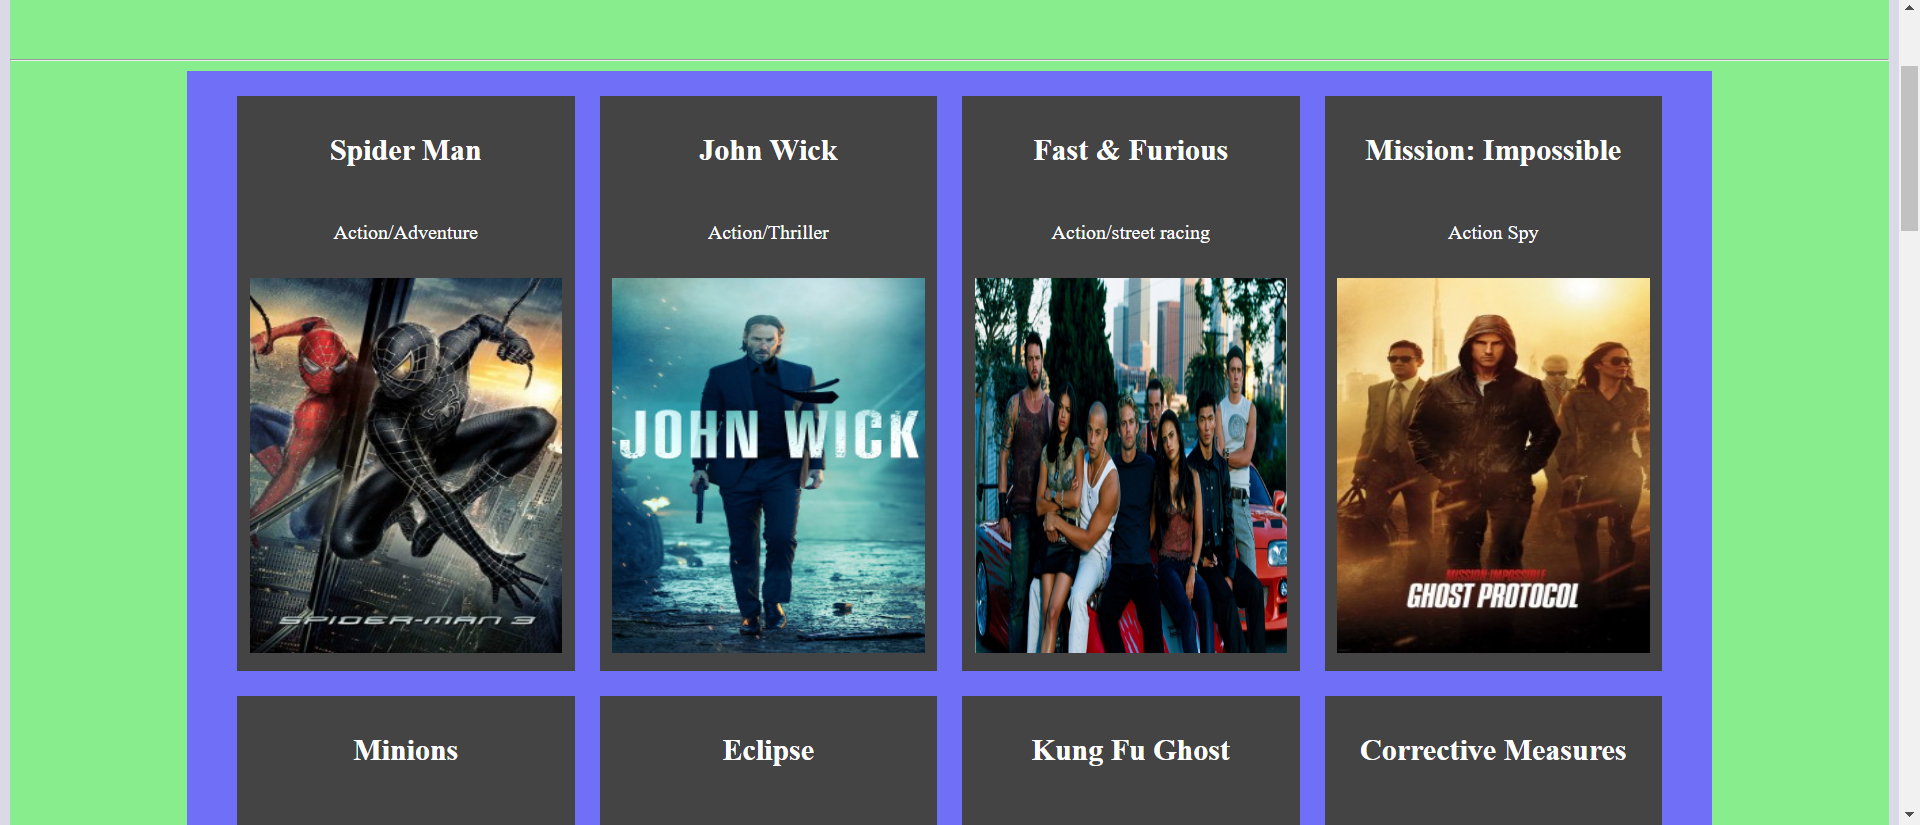 Spider Man
John Wick
Fast & Furious
Mission: Impossible
Action/Adventure
Action/Thriller
Action/street racing
Action Spy
SPIDER-MAN 3
JOHN WICK
MISSION: IMPOSSIBLE
GHOST PROTOCOL
Minions
Eclipse
Kung Fu Ghost
Corrective Measures